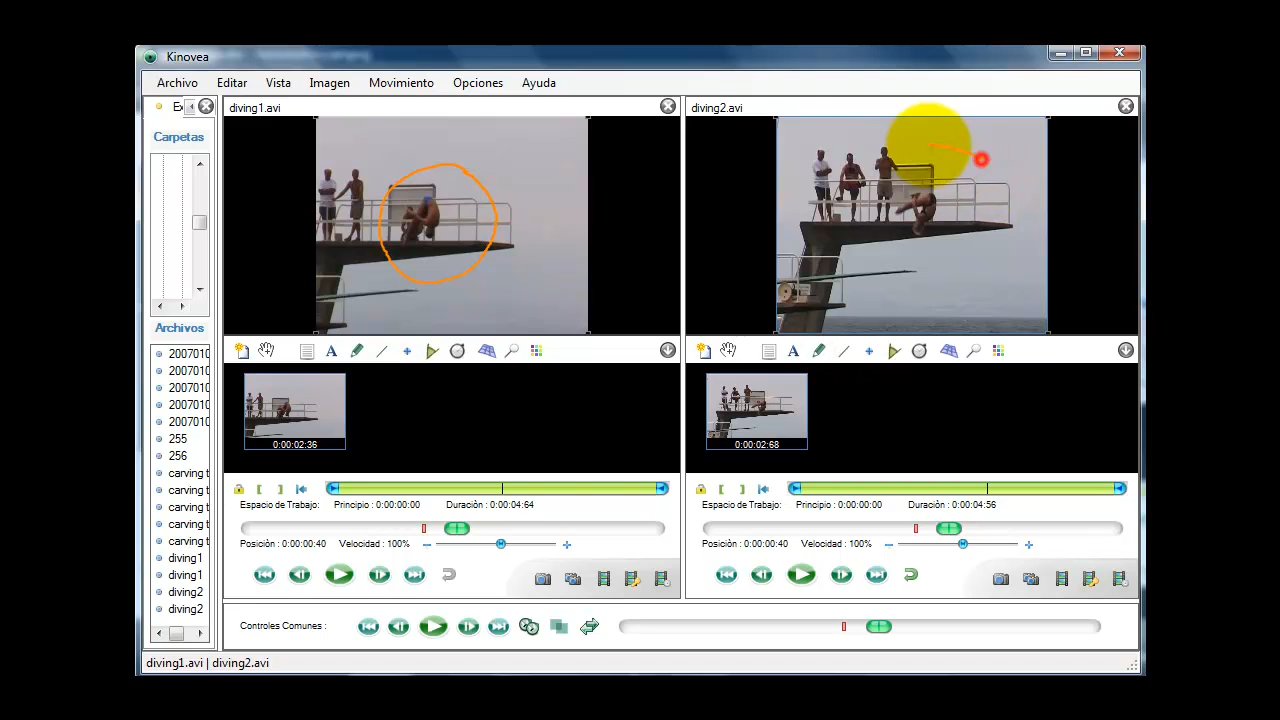 Kinovea
Archivo Editar Vista Imagen Movimiento Opciones Ayuda
Ex
diving1.avi
diving2.avi
Carpetas
Archivos
2007010
2007010
2007010
2007010
2007010
255
256
carving t
carving t
carving t
carving t
carving t
diving1
diving1
diving2
diving2
0:00:02:36
0:00:02:68
Espacio de Trabajo: Principio : 0:00:00:00 Duración : 0:00:04:64
Espacio de Trabajo: Principio : 0:00:00:00 Duración : 0:00:04:56
Posición : 0:00:00:40 Velocidad : 100%
Posición : 0:00:00:40 Velocidad : 100%
Controles Comunes :
diving1.avi | diving2.avi